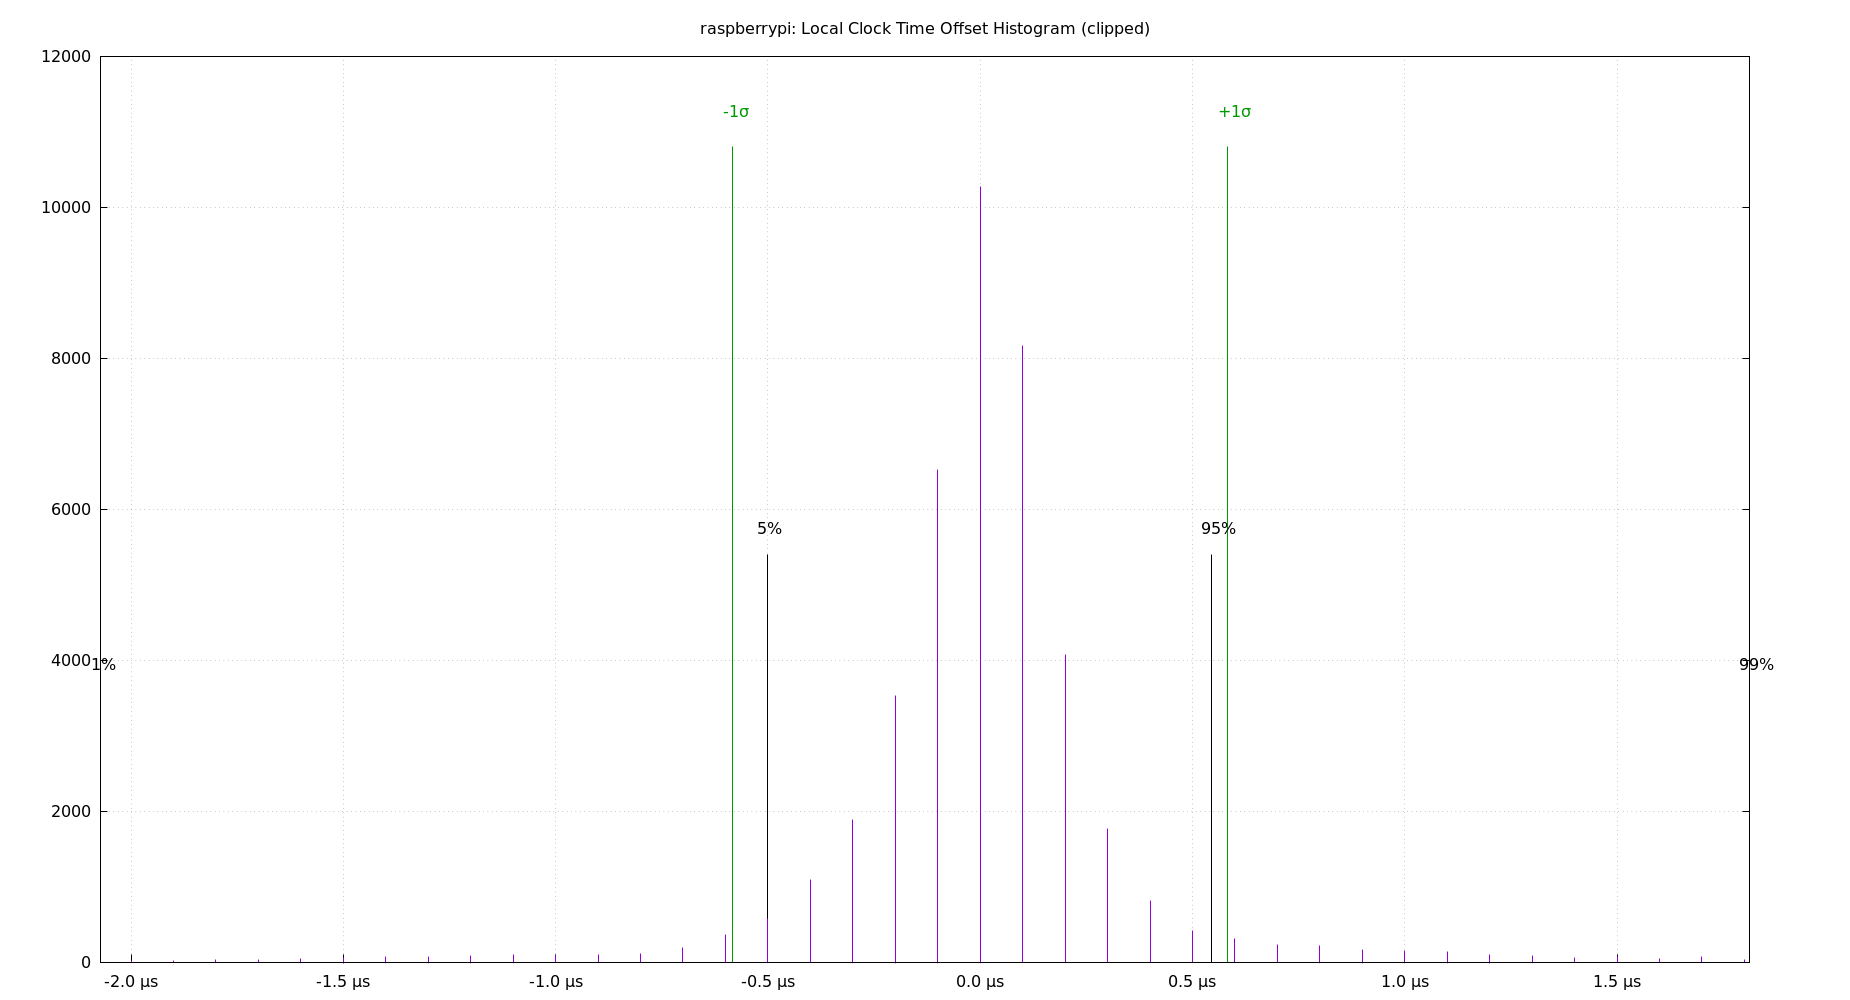 raspberrypi: Local Clock Time Offset Histogram (clipped)
12000
-1σ
+1σ
10000
8000
6000
5%
95%
4000
1%
99%
2000
0
-2.0 µs
-1.5 µs
-1.0 µs
-0.5 µs
0.0 µs
0.5 µs
1.0 µs
1.5 µs